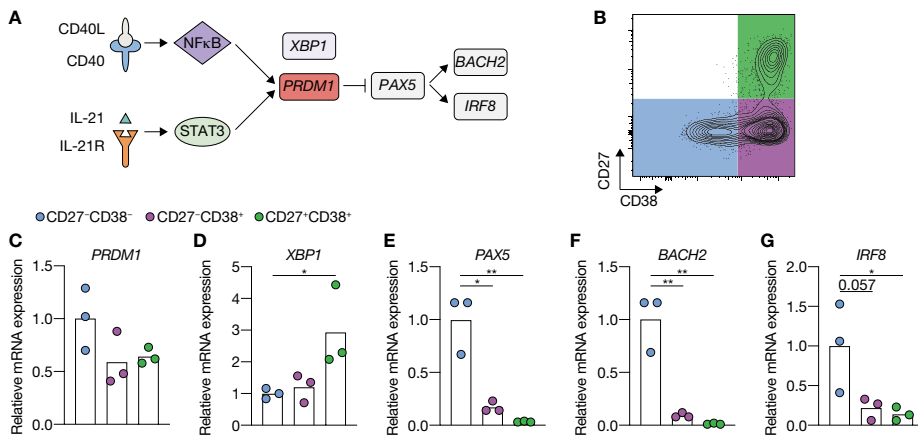 A
CD40L
CD40
NFκB
XBP1
PRDM1
PAX5
BACH2
IRF8
IL-21
IL-21R
STAT3
B
CD27
CD38
CD27⁻CD38⁻ CD27⁻CD38⁺ CD27⁺CD38⁺
C
PRDM1
Relatieve mRNA expression
1.5
1.0
0.5
0.0
D
XBP1
Relatieve mRNA expression
5
4
3
2
1
0
*
E
PAX5
Relatieve mRNA expression
1.5
1.0
0.5
0.0
**
*
F
BACH2
Relatieve mRNA expression
1.5
1.0
0.5
0.0
**
**
G
IRF8
Relatieve mRNA expression
2.0
1.5
1.0
0.5
0.0
*
0.057